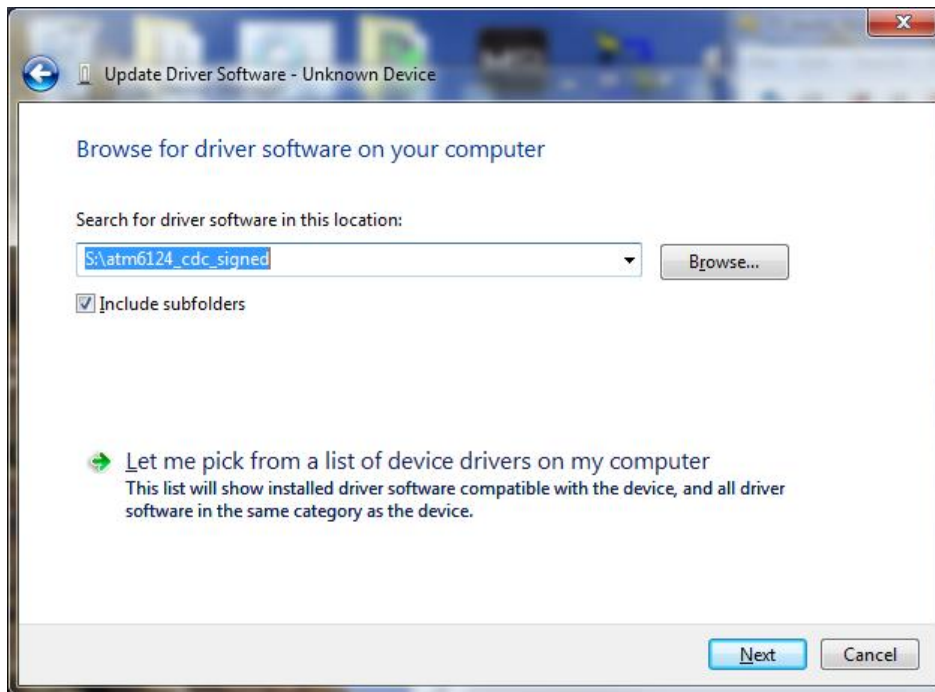 Update Driver Software - Unknown Device
Browse for driver software on your computer
Search for driver software in this location:
S:\atm6124_cdc_signed
Browse...
Include subfolders
Let me pick from a list of device drivers on my computer
This list will show installed driver software compatible with the device, and all driver
software in the same category as the device.
Next
Cancel